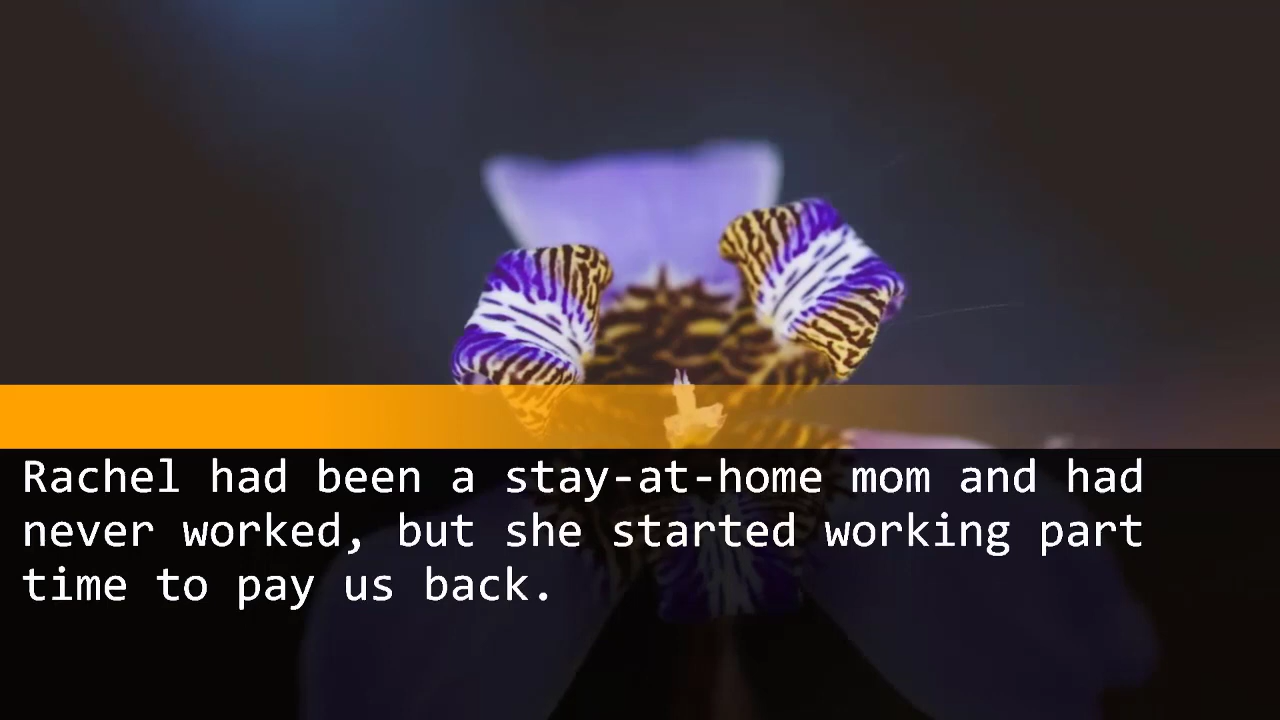 Rachel had been a stay-at-home mom and had
never worked, but she started working part
time to pay us back.